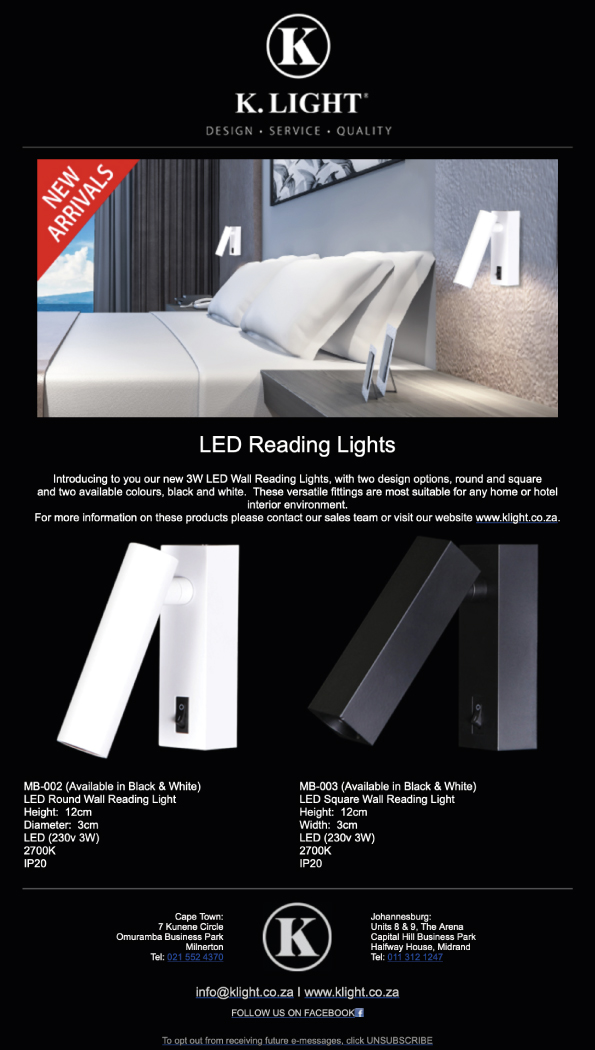 K
K. LIGHT®
DESIGN • SERVICE • QUALITY
NEW
ARRIVALS
LED Reading Lights
Introducing to you our new 3W LED Wall Reading Lights, with two design options, round and square
and two available colours, black and white.  These versatile fittings are most suitable for any home or hotel
interior environment.
For more information on these products please contact our sales team or visit our website www.klight.co.za.
MB-002 (Available in Black & White)
LED Round Wall Reading Light
Height:  12cm
Diameter:  3cm
LED (230v 3W)
2700K
IP20
MB-003 (Available in Black & White)
LED Square Wall Reading Light
Height:  12cm
Width:  3cm
LED (230v 3W)
2700K
IP20
Cape Town:
7 Kunene Circle
Omuramba Business Park
Milnerton
Tel: 021 552 4370
K
Johannesburg:
Units 8 & 9, The Arena
Capital Hill Business Park
Halfway House, Midrand
Tel: 011 312 1247
info@klight.co.za I www.klight.co.za
FOLLOW US ON FACEBOOK f
To opt out from receiving future e-messages, click UNSUBSCRIBE